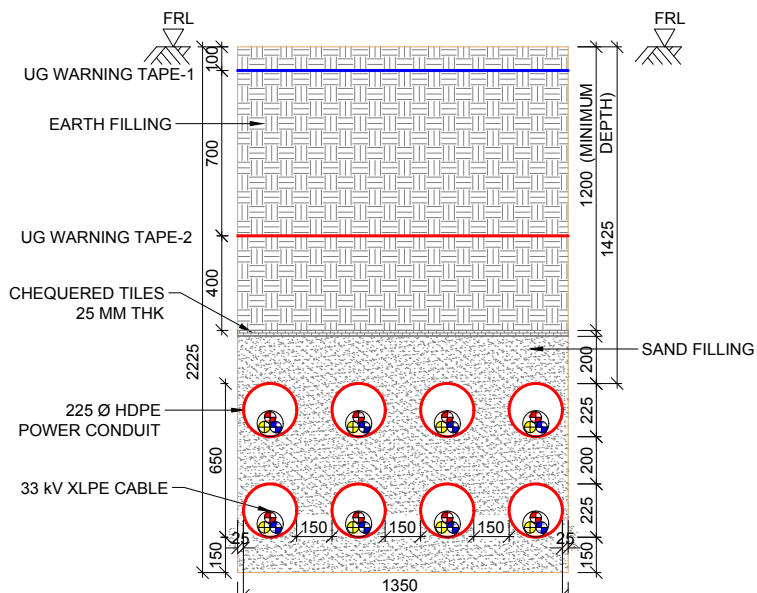 FRL
FRL
100
UG WARNING TAPE-1
EARTH FILLING
700
1200 (MINIMUM
DEPTH)
1425
UG WARNING TAPE-2
400
CHEQUERED TILES
25 MM THK
2225
200
SAND FILLING
225 Ø HDPE
POWER CONDUIT
225
650
200
33 kV XLPE CABLE
225
25
150
150
150
25
150
150
1350